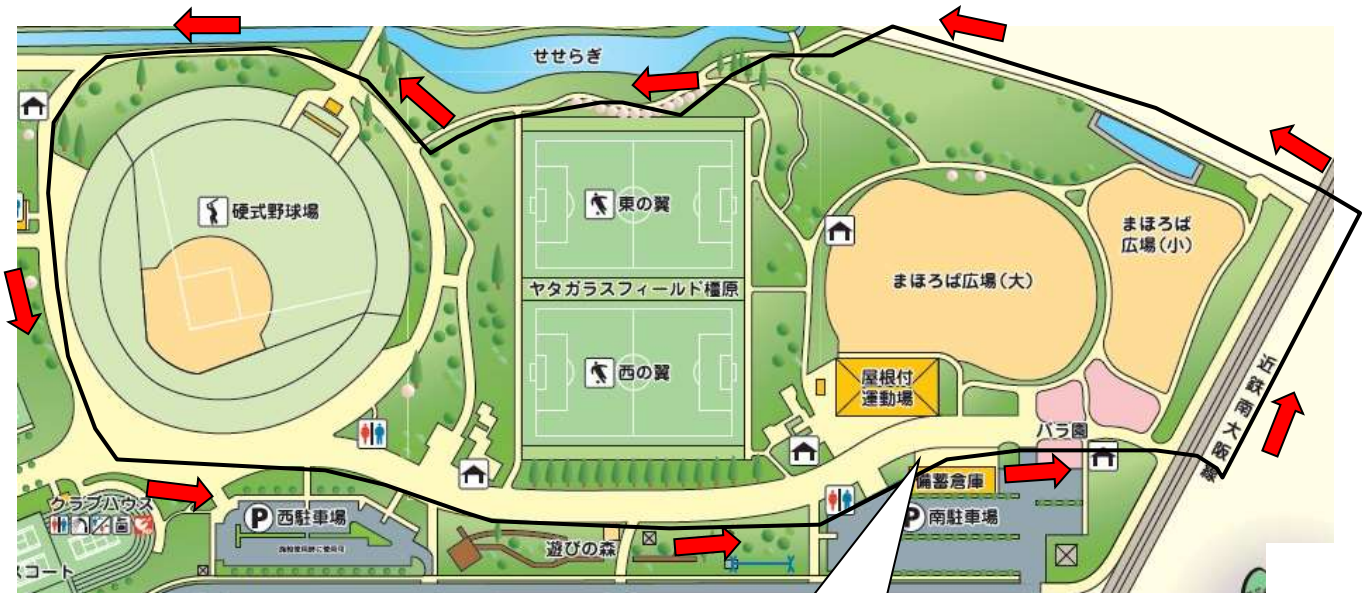 せせらぎ
硬式野球場
東の翼
まほろば
広場(小)
ヤタガラスフィールド橿原
まほろば広場(大)
西の翼
屋根付
運動場
近鉄南大阪線
バラ園
備蓄倉庫
クラブハウス
P 西駐車場
P 南駐車場
遊びの森
スコート